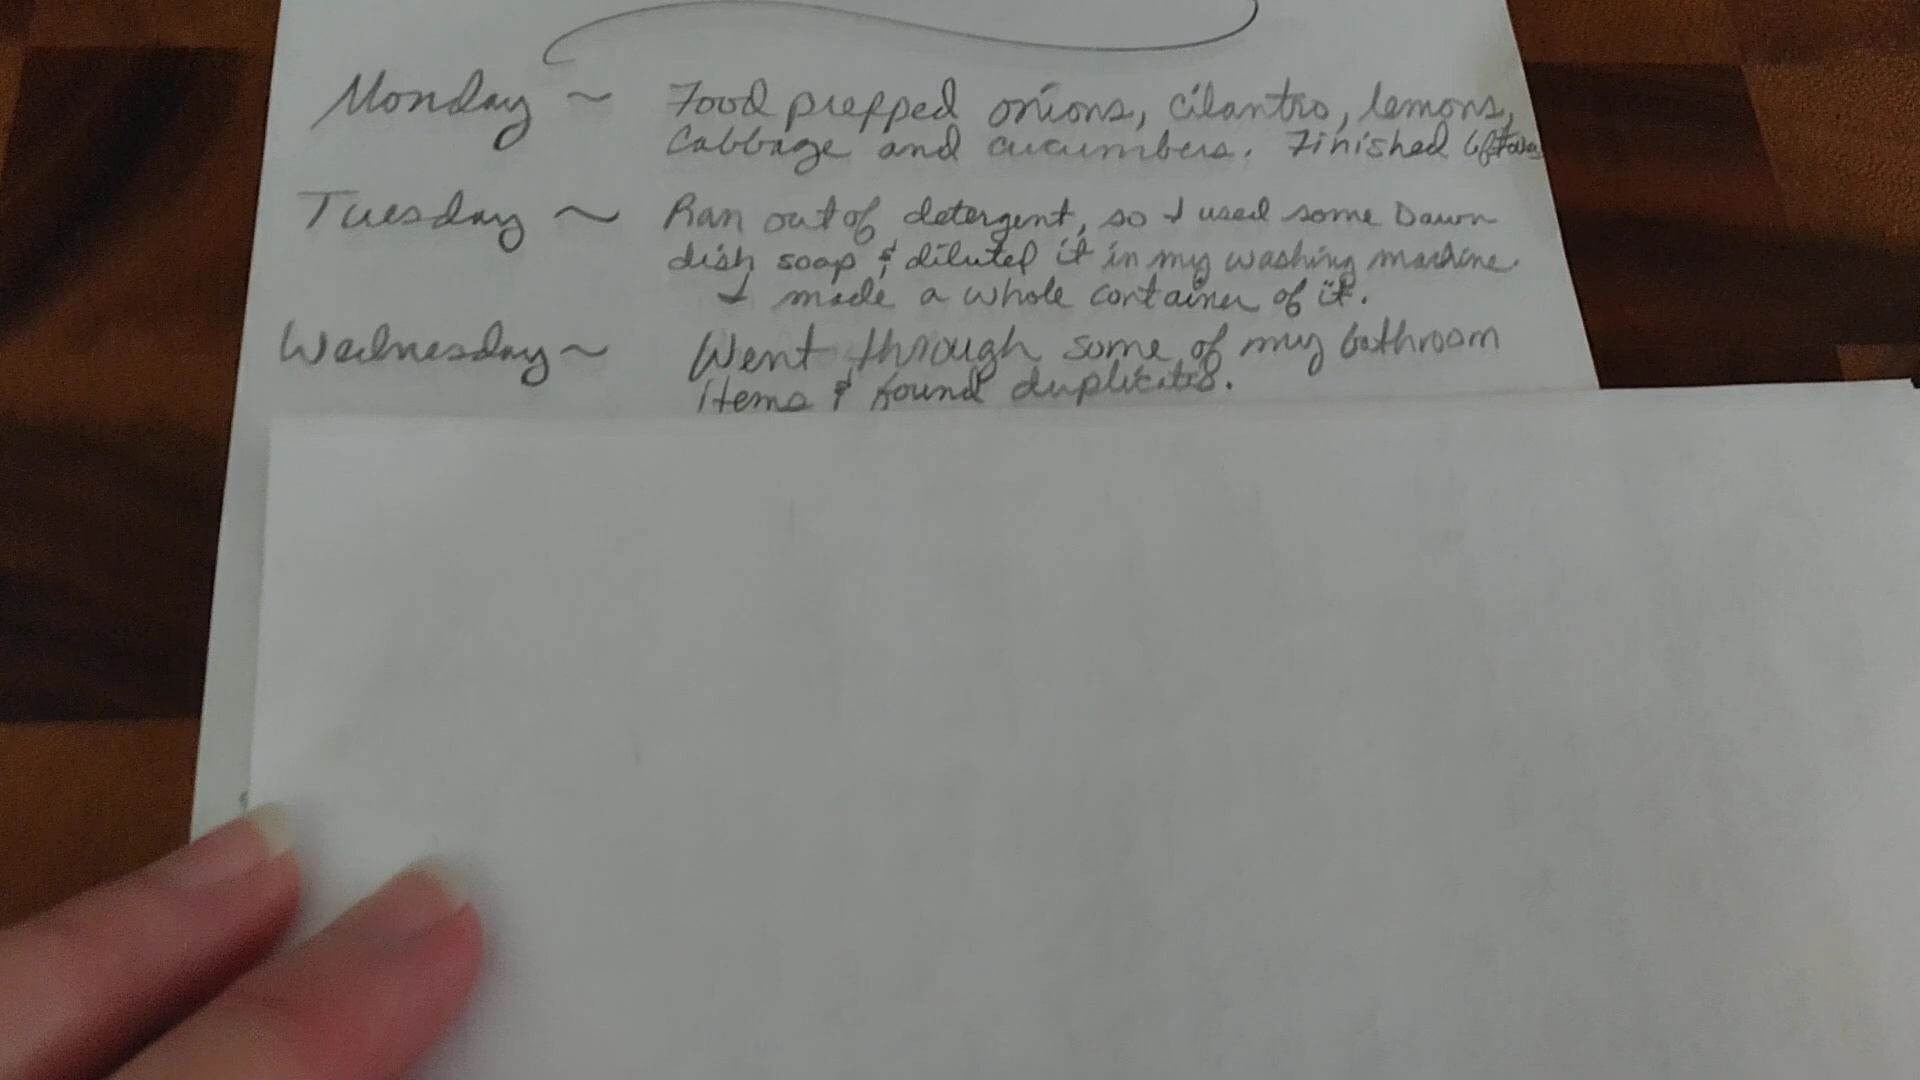 Monday ~ Food prepped onions, cilantro, lemons,
Cabbage and cucumbers. Finished
Tuesday ~ Ran out of detergent, so I used some Dawn
dish soap & diluted it in my washing machine.
I made a whole container of it.
Wednesday ~ Went through some of my bathroom
items & found duplicates.